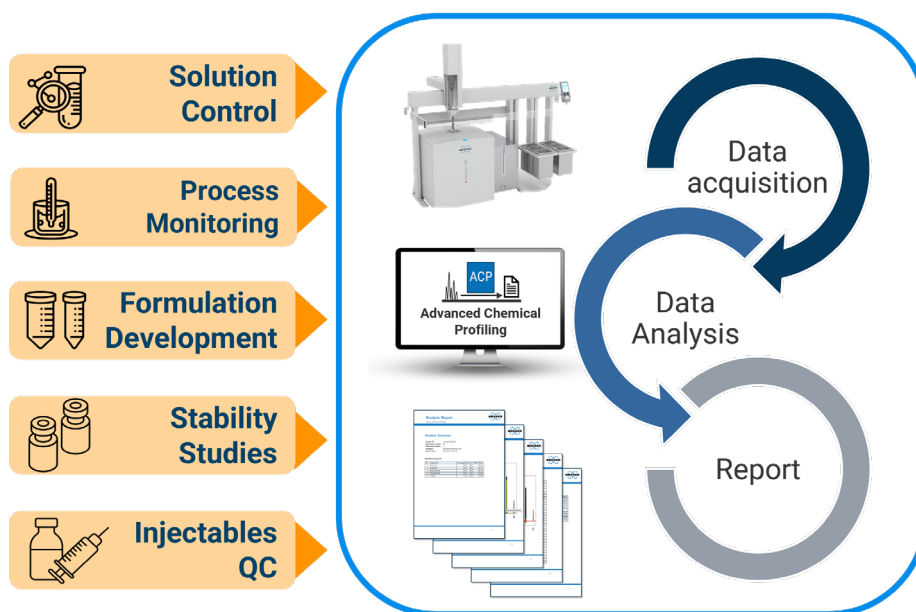 Solution
Control
Process
Monitoring
Formulation
Development
Stability
Studies
Injectables
QC
Data
acquisition
ACP
Advanced Chemical
Profiling
Data
Analysis
Analysis Report
Report